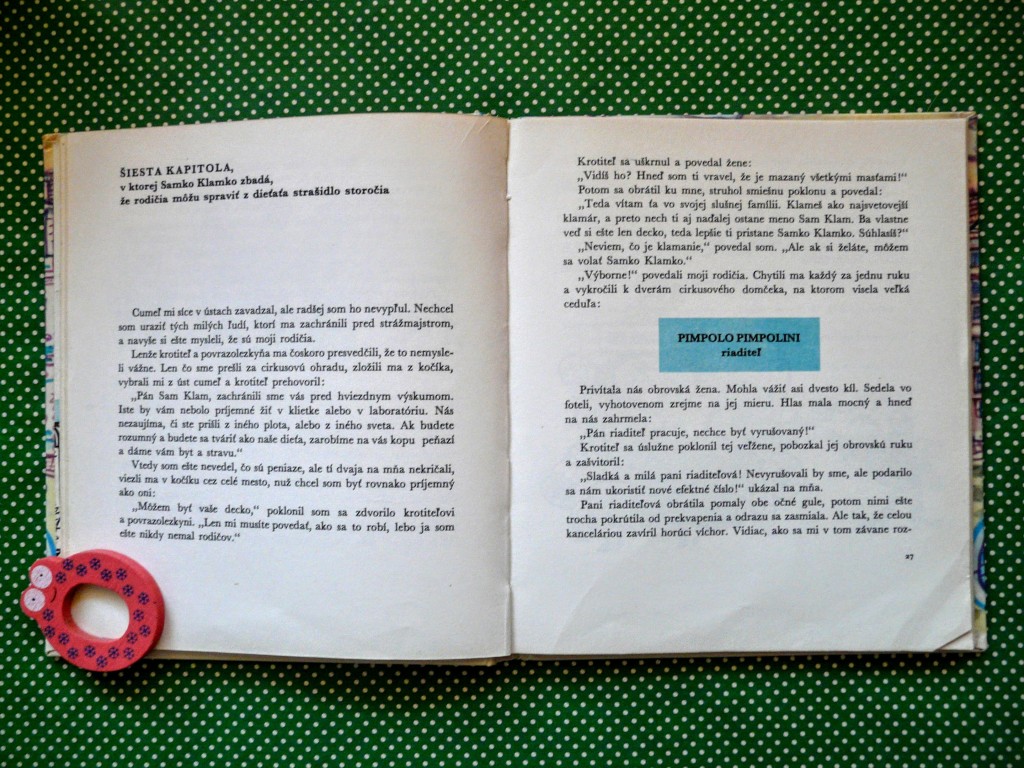 ŠIESTA KAPITOLA,
v ktorej Samko Klamko zbadá,
že rodičia môžu spraviť z dieťaťa strašidlo storočia
Cumeľ mi síce v ústach zavadzal, ale radšej som ho nevypľul. Nechcel
som uraziť tých milých ľudí, ktorí ma zachránili pred strážmajstrom,
a navyše si ešte mysleli, že sú moji rodičia.
Lenže krotiteľ a povrazolezkyňa ma čoskoro presvedčili, že to nemysle-
li vážne. Len čo sme prešli za cirkusovú ohradu, zložili ma z kočíka,
vybrali mi z úst cumeľ a krotiteľ prehovoril:
„Pán Sam Klam, zachránili sme vás pred hviezdnym výskumom.
Iste by vám nebolo príjemné žiť v klietke alebo v laboratóriu. Nás
nezaujíma, či ste prišli z iného plota, alebo z iného sveta. Ak budete
rozumný a budete sa tváriť ako naše dieťa, zarobíme na vás kopu peňazí
a dáme vám byt a stravu.“
Vtedy som ešte nevedel, čo sú peniaze, ale tí dvaja na mňa nekričali,
viezli ma v kočíku cez celé mesto, nuž chcel som byť rovnako príjemný
ako oni:
„Môžem byť vaše decko,“ poklonil som sa zdvorilo krotiteľovi
a povrazolezkyni. „Len mi musíte povedať, ako sa to robí, lebo ja som
ešte nikdy nemal rodičov.“
Krotiteľ sa uškrnul a povedal žene:
„Vidíš ho? Hneď som ti vravel, že je mazaný všetkými masťami!“
Potom sa obrátil ku mne, struhol smiešnu poklonu a povedal:
„Teda vítam ťa vo svojej slušnej famílii. Klameš ako najsvetovejší
klamár, a preto nech ti aj naďalej ostane meno Sam Klam. Ba vlastne
veď si ešte len decko, teda lepšie ti pristane Samko Klamko. Súhlasíš?“
„Neviem, čo je klamanie,“ povedal som. „Ale ak si želáte, môžem
sa volať Samko Klamko.“
„Výborne!“ povedali moji rodičia. Chytili ma každý za jednu ruku
a vykročili k dverám cirkusového domčeka, na ktorom visela veľká
ceduľa:
PIMPOLO PIMPOLINI
riaditeľ
Privítala nás obrovská žena. Mohla vážiť asi dvesto kíl. Sedela vo
foteli, vyhotovenom zrejme na jej mieru. Hlas mala mocný a hneď
na nás zahrmela:
„Pán riaditeľ pracuje, nechce byť vyrušovaný!“
Krotiteľ sa úslužne poklonil tej veľžene, pobozkal jej obrovskú ruku
a zašvitoril:
„Sladká a milá pani riaditeľová! Nevyrušovali by sme, ale podarilo
sa nám ukoristiť nové efektné číslo!“ ukázal na mňa.
Pani riaditeľová obrátila pomaly obe očné gule, potom nimi ešte
trocha pokrútila od prekvapenia a odrazu sa zasmiala. Ale tak, že celou
kanceláriou zavíril horúci víchor. Vidiac, ako sa mi v tom závane roz-
27